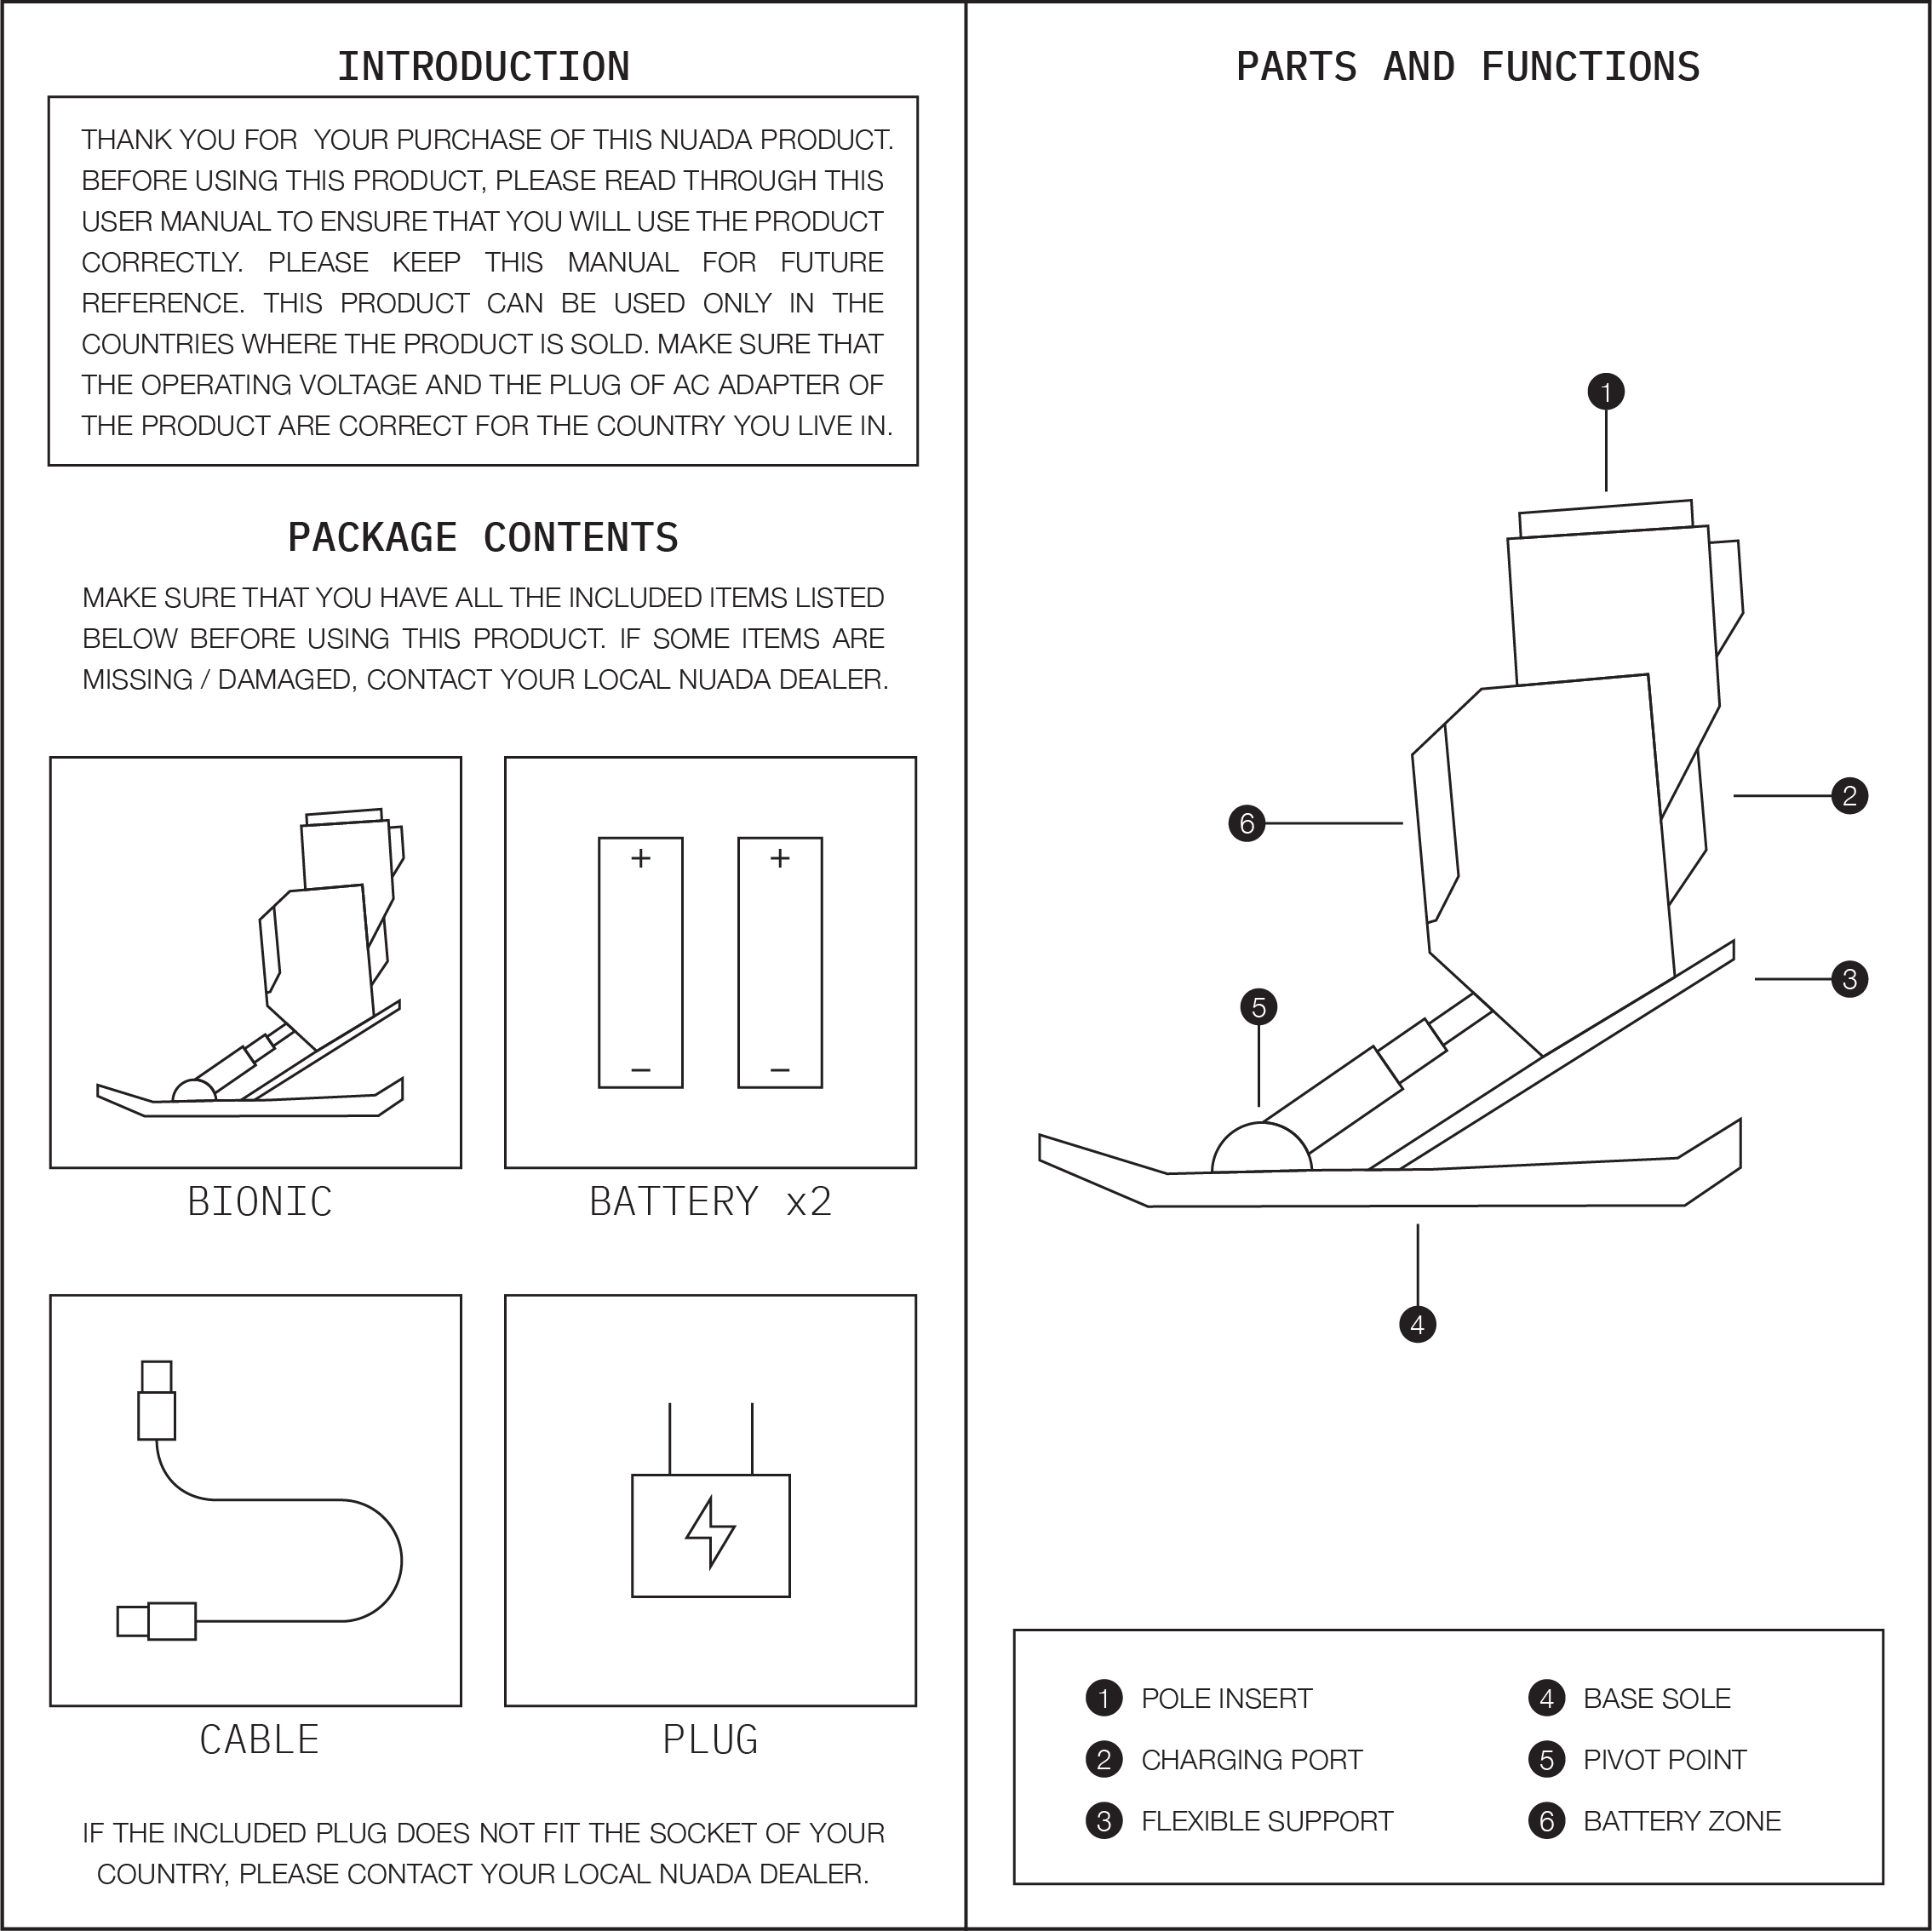 INTRODUCTION
THANK YOU FOR YOUR PURCHASE OF THIS NUADA PRODUCT.
BEFORE USING THIS PRODUCT, PLEASE READ THROUGH THIS
USER MANUAL TO ENSURE THAT YOU WILL USE THE PRODUCT
CORRECTLY. PLEASE KEEP THIS MANUAL FOR FUTURE
REFERENCE. THIS PRODUCT CAN BE USED ONLY IN THE
COUNTRIES WHERE THE PRODUCT IS SOLD. MAKE SURE THAT
THE OPERATING VOLTAGE AND THE PLUG OF AC ADAPTER OF
THE PRODUCT ARE CORRECT FOR THE COUNTRY YOU LIVE IN.
PACKAGE CONTENTS
MAKE SURE THAT YOU HAVE ALL THE INCLUDED ITEMS LISTED
BELOW BEFORE USING THIS PRODUCT. IF SOME ITEMS ARE
MISSING / DAMAGED, CONTACT YOUR LOCAL NUADA DEALER.
+ +
– –
BIONIC
BATTERY x2
CABLE
PLUG
IF THE INCLUDED PLUG DOES NOT FIT THE SOCKET OF YOUR
COUNTRY, PLEASE CONTACT YOUR LOCAL NUADA DEALER.
PARTS AND FUNCTIONS
1
2
6
3
5
4
1 POLE INSERT
2 CHARGING PORT
3 FLEXIBLE SUPPORT
4 BASE SOLE
5 PIVOT POINT
6 BATTERY ZONE